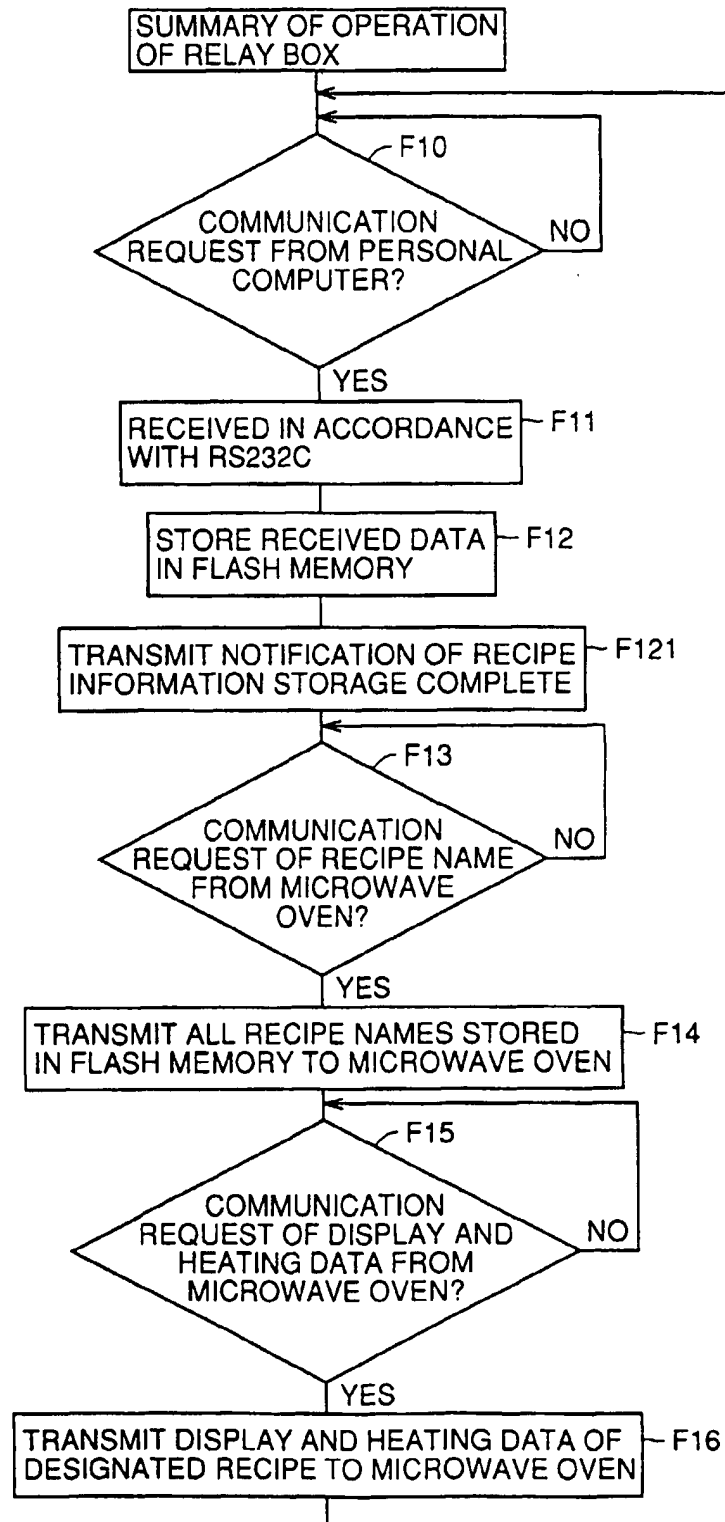 SUMMARY OF OPERATION
OF RELAY BOX
F10
COMMUNICATION
REQUEST FROM PERSONAL
COMPUTER?
NO
YES
RECEIVED IN ACCORDANCE
WITH RS232C
F11
STORE RECEIVED DATA
IN FLASH MEMORY
F12
TRANSMIT NOTIFICATION OF RECIPE
INFORMATION STORAGE COMPLETE
F121
F13
COMMUNICATION
REQUEST OF RECIPE NAME
FROM MICROWAVE
OVEN?
NO
YES
TRANSMIT ALL RECIPE NAMES STORED
IN FLASH MEMORY TO MICROWAVE OVEN
F14
F15
COMMUNICATION
REQUEST OF DISPLAY AND
HEATING DATA FROM
MICROWAVE OVEN?
NO
YES
TRANSMIT DISPLAY AND HEATING DATA OF
DESIGNATED RECIPE TO MICROWAVE OVEN
F16